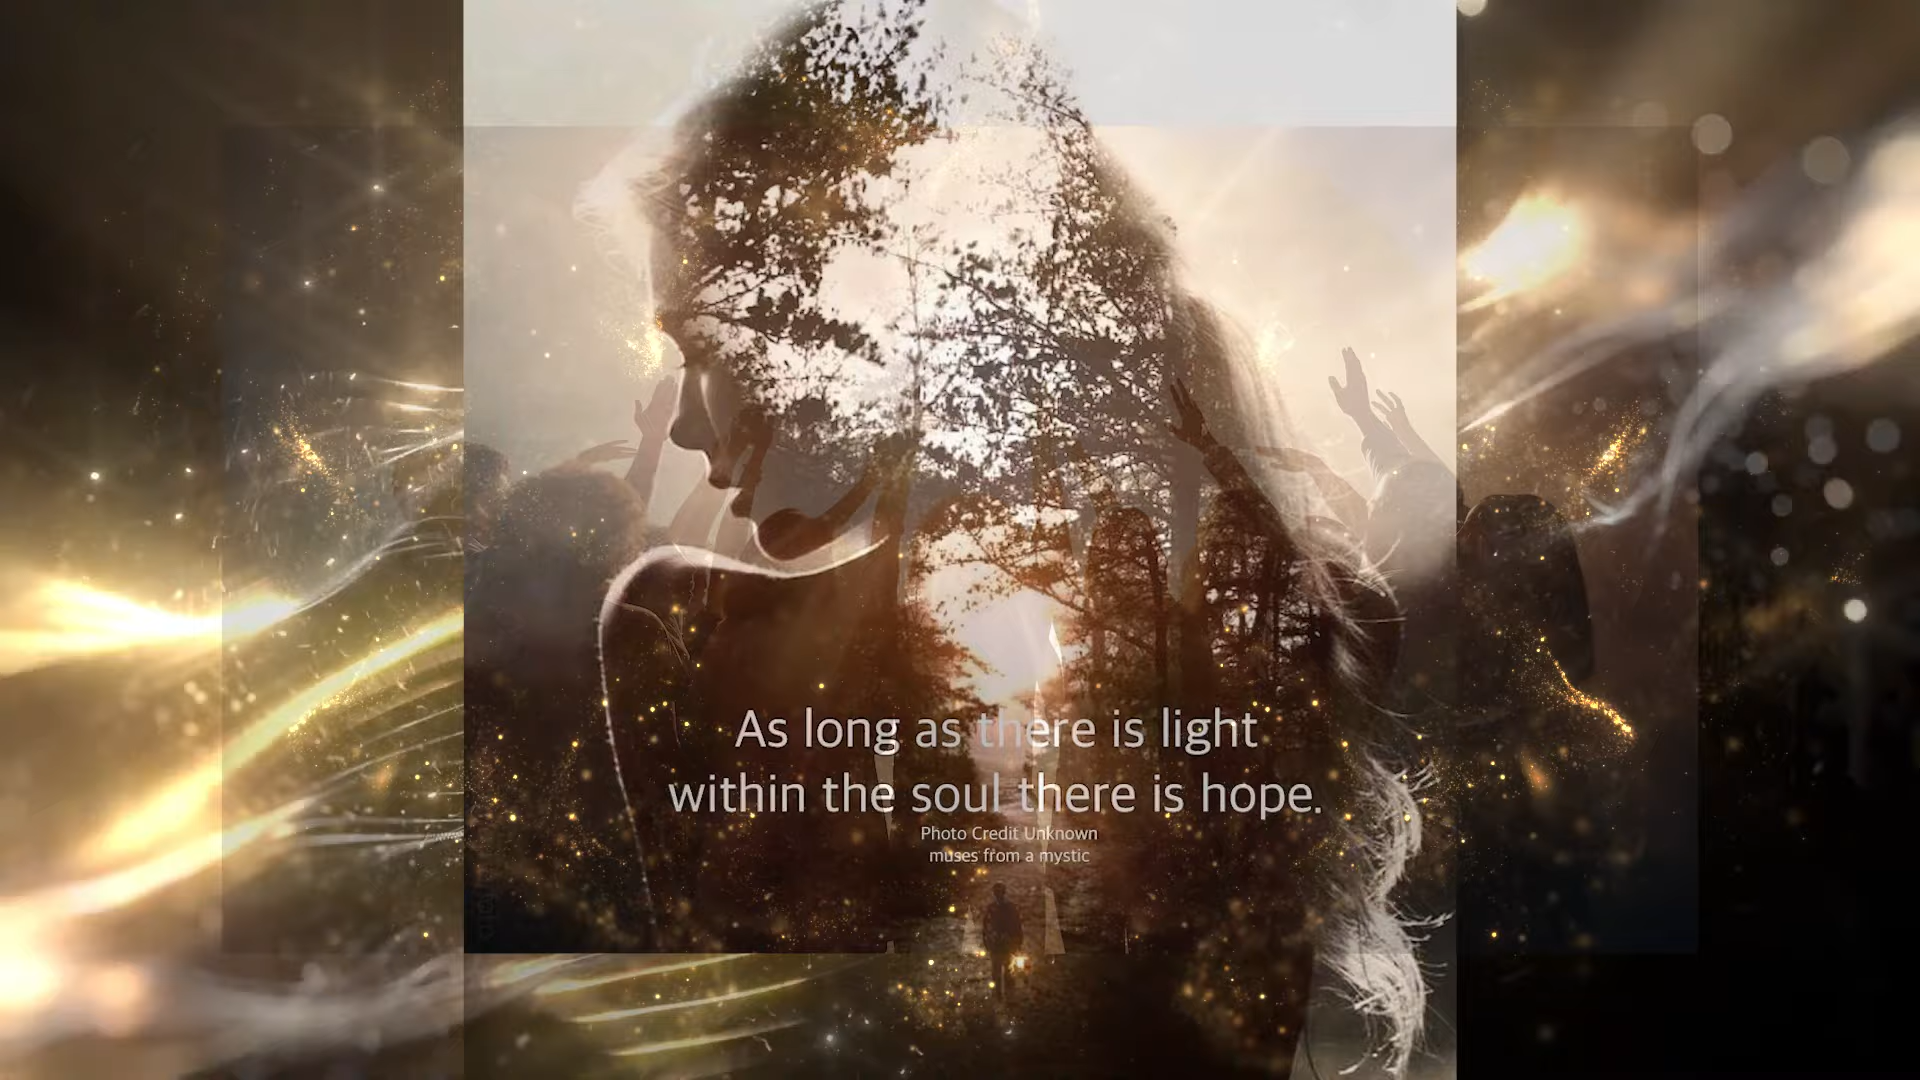 As long as there is light
within the soul there is hope.
Photo Credit Unknown
muses from a mystic